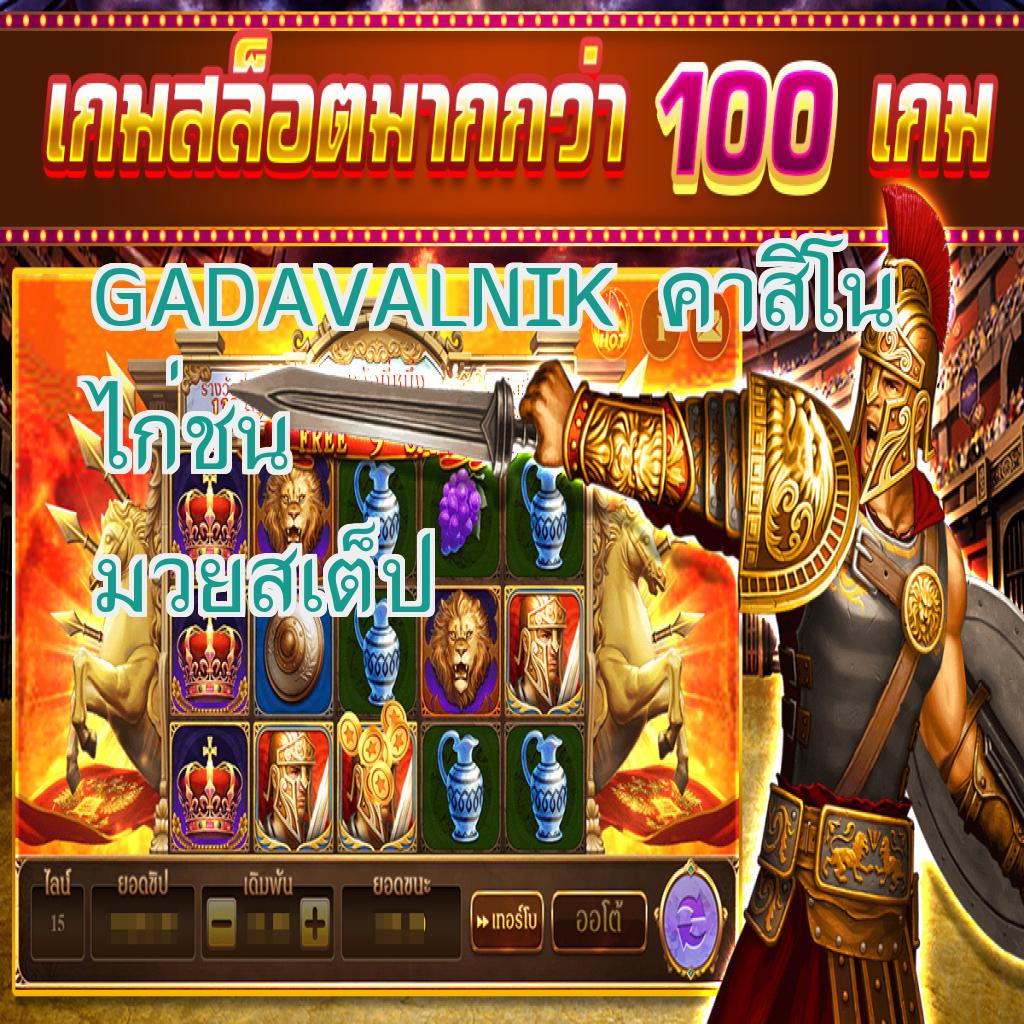 เกมสล็อตมากกว่า 100 เกม
GADAVALNIK คาสิโน
ไก่ชน
มวยสเต็ป
HOT
FREE
ไลน์
ยอดชิป
เดิมพัน
ยอดชนะ
15
เทอร์โบ
ออโต้